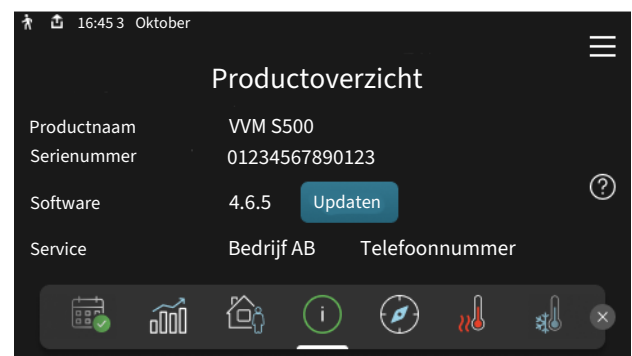 16:45 3 Oktober
Productoverzicht
Productnaam VVM S500
Serienummer 01234567890123
Software 4.6.5 Updaten
Service Bedrijf AB Telefoonnummer